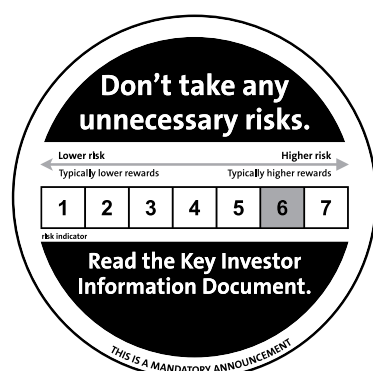 Don't take any
unnecessary risks.
Lower risk Higher risk
Typically lower rewards Typically higher rewards
1 2 3 4 5 6 7
risk indicator
Read the Key Investor
Information Document.
THIS IS A MANDATORY ANNOUNCEMENT